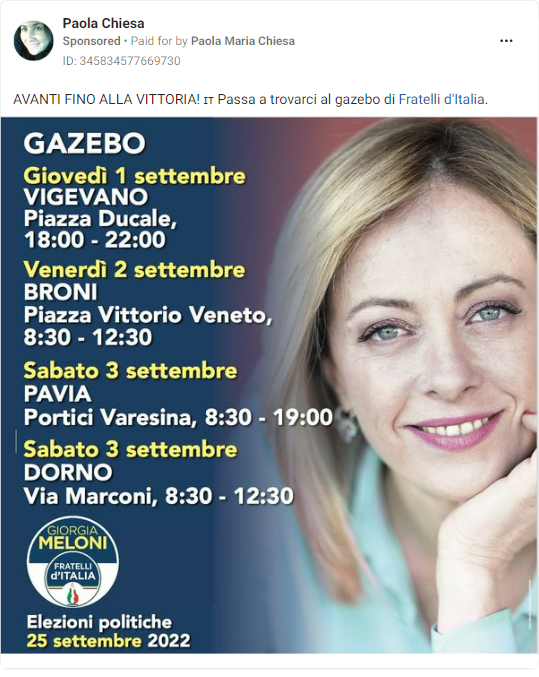 Paola Chiesa
Sponsored • Paid for by Paola Maria Chiesa
ID: 345834577669730
AVANTI FINO ALLA VITTORIA! ɪᴛ Passa a trovarci al gazebo di Fratelli d'Italia.
GAZEBO
Giovedì 1 settembre
VIGEVANO
Piazza Ducale,
18:00 - 22:00
Venerdì 2 settembre
BRONI
Piazza Vittorio Veneto,
8:30 - 12:30
Sabato 3 settembre
PAVIA
Portici Varesina, 8:30 - 19:00
Sabato 3 settembre
DORNO
Via Marconi, 8:30 - 12:30
GIORGIA
MELONI
FRATELLI
d'ITALIA
Elezioni politiche
25 settembre 2022